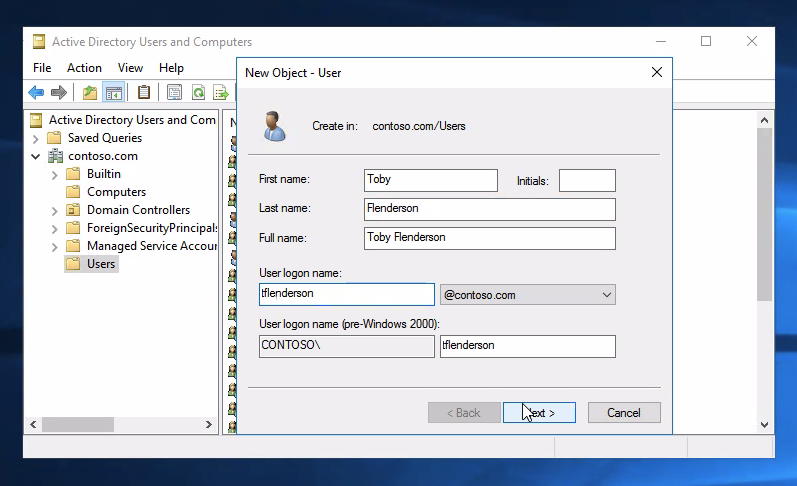 Active Directory Users and Computers
File Action View Help
New Object - User
Active Directory Users and Com
Saved Queries
contoso.com
Builtin
Computers
Domain Controllers
ForeignSecurityPrincipals
Managed Service Accour
Users
N
Create in: contoso.com/Users
First name: Toby Initials:
Last name: Flenderson
Full name: Toby Flenderson
User logon name:
tflenderson @contoso.com
User logon name (pre-Windows 2000):
CONTOSO\ tflenderson
< Back Next > Cancel